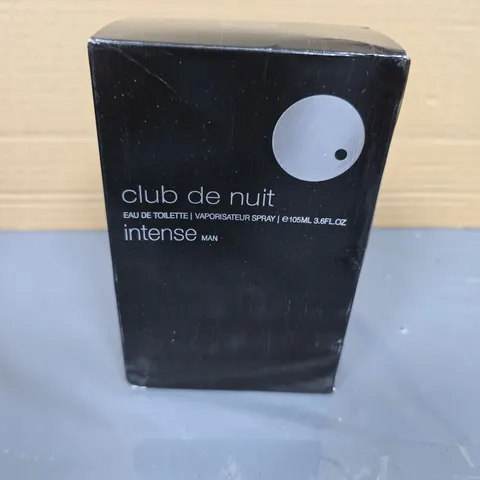 club de nuit
EAU DE TOILETTE | VAPORISATEUR SPRAY | ℮105ML 3.6FL.OZ
intense MAN